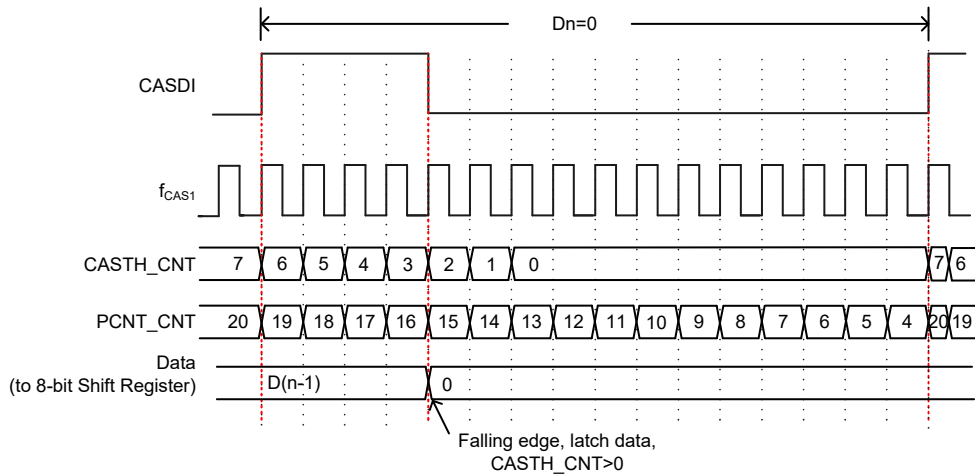 Dn=0
CASDI
fCAS1
CASTH_CNT 7 6 5 4 3 2 1 0 7 6
PCNT_CNT 20 19 18 17 16 15 14 13 12 11 10 9 8 7 6 5 4 20 19
Data
(to 8-bit Shift Register) D(n-1) 0
Falling edge, latch data,
CASTH_CNT>0